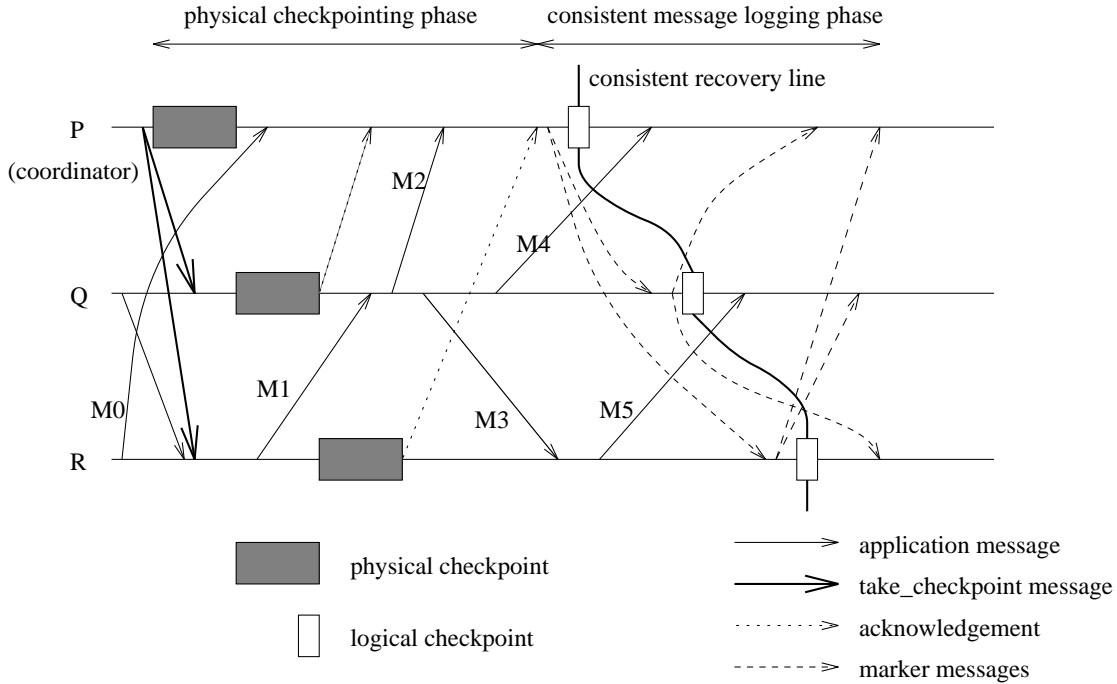 physical checkpointing phase
consistent message logging phase
consistent recovery line
P
(coordinator)
M2
M4
Q
M0
M1
M3
M5
R
physical checkpoint
logical checkpoint
application message
take_checkpoint message
acknowledgement
marker messages